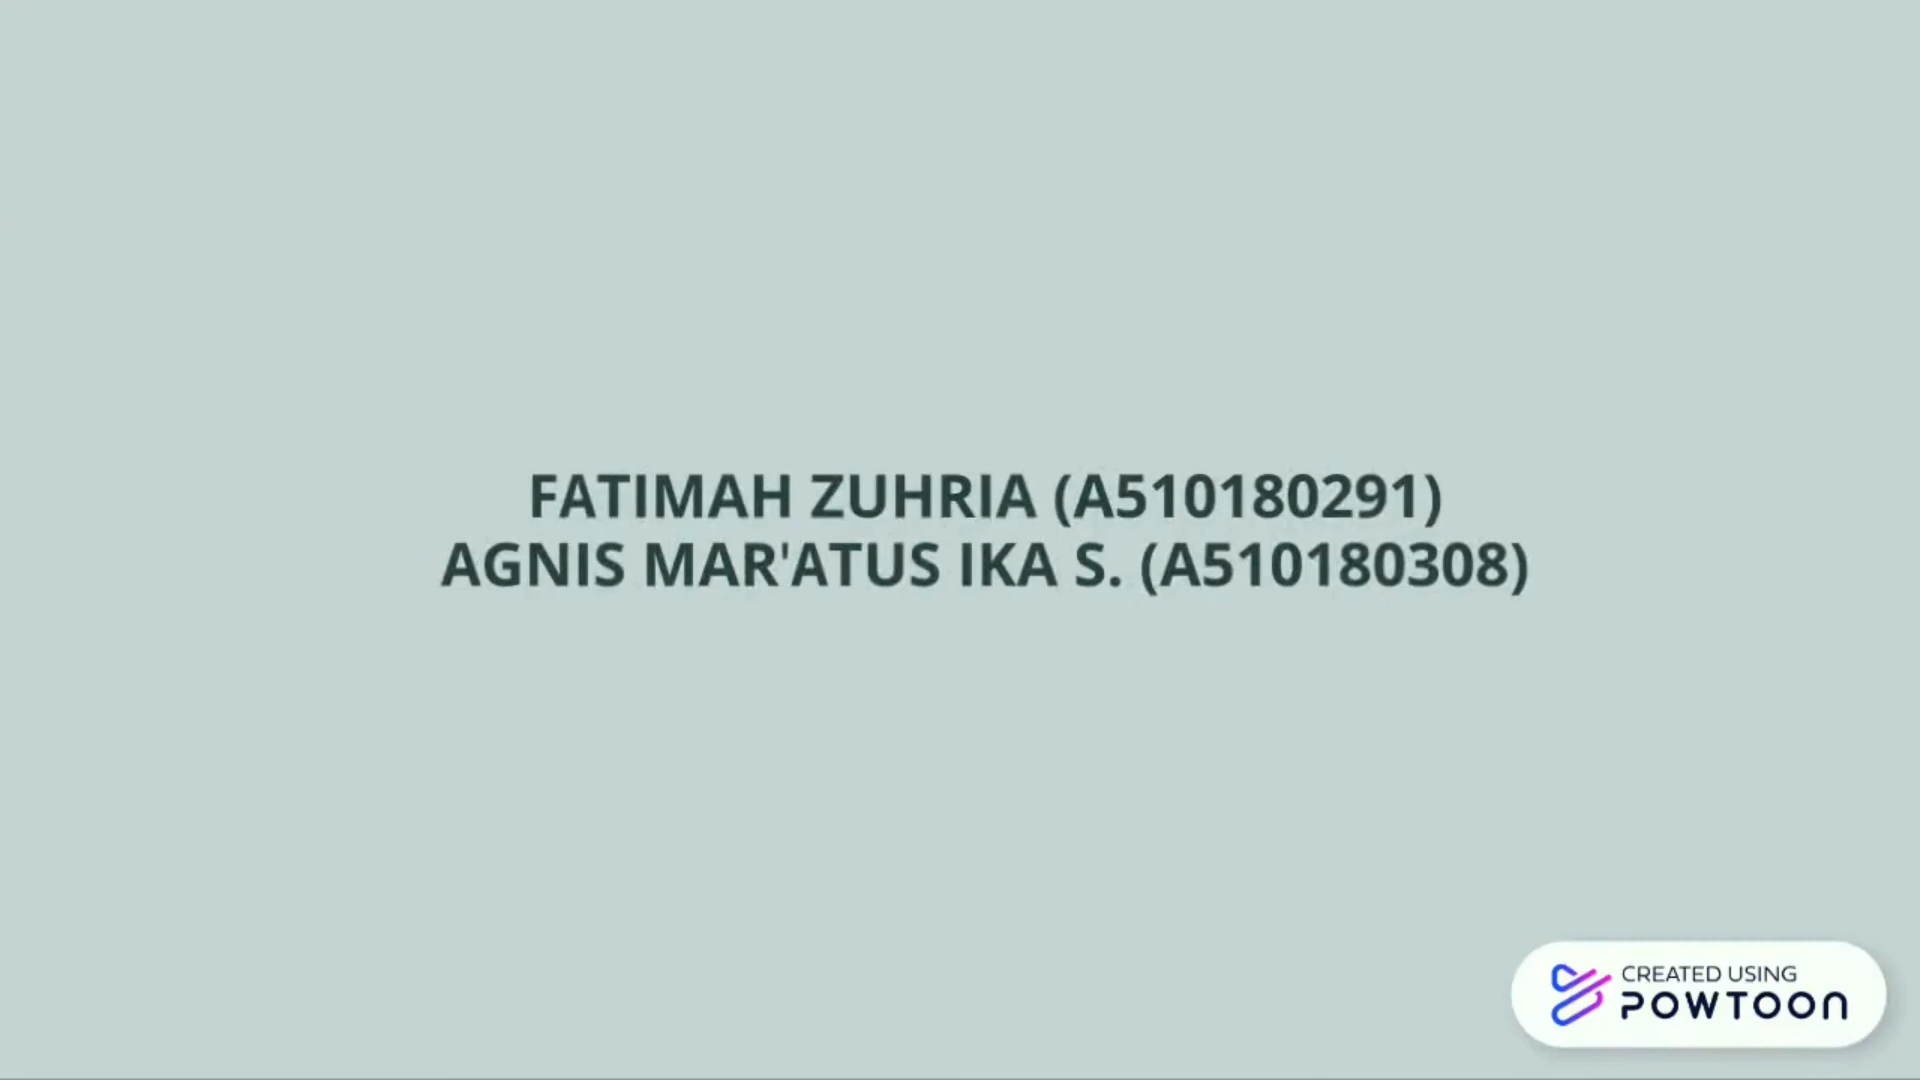 FATIMAH ZUHRIA (A510180291)
AGNIS MAR'ATUS IKA S. (A510180308)
CREATED USING
POWTOON